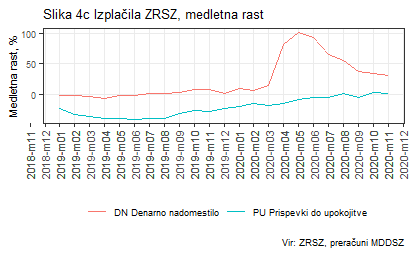 Slika 4c Izplačila ZRSZ, medletna rast
Medletna rast, %
100
50
0
2018-m11
2018-m12
2019-m01
2019-m02
2019-m03
2019-m04
2019-m05
2019-m06
2019-m07
2019-m08
2019-m09
2019-m10
2019-m11
2019-m12
2020-m01
2020-m02
2020-m03
2020-m04
2020-m05
2020-m06
2020-m07
2020-m08
2020-m09
2020-m10
2020-m11
2020-m12
DN Denarno nadomestilo
PU Prispevki do upokojitve
Vir: ZRSZ, preračuni MDDSZ